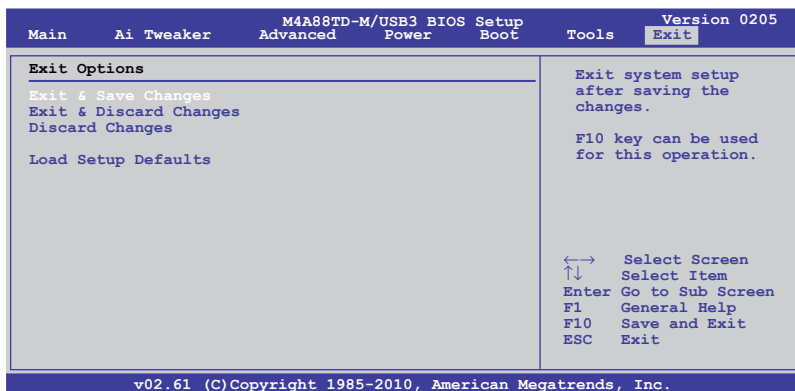 M4A88TD-M/USB3 BIOS Setup Version 0205
Main Ai Tweaker Advanced Power Boot Tools Exit
Exit Options
Exit & Save Changes
Exit & Discard Changes
Discard Changes
Load Setup Defaults
Exit system setup
after saving the
changes.
F10 key can be used
for this operation.
←→ Select Screen
↑↓ Select Item
Enter Go to Sub Screen
F1 General Help
F10 Save and Exit
ESC Exit
v02.61 (C)Copyright 1985-2010, American Megatrends, Inc.